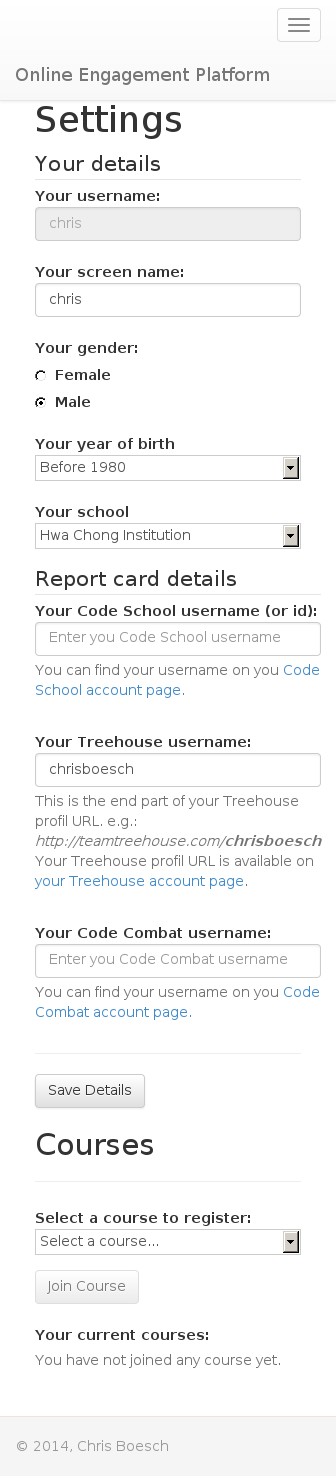 Online Engagement Platform
Settings
Your details
Your username:
chris
Your screen name:
chris
Your gender:
Female
Male
Your year of birth
Before 1980
Your school
Hwa Chong Institution
Report card details
Your Code School username (or id):
Enter you Code School username
You can find your username on you Code
School account page.
Your Treehouse username:
chrisboesch
This is the end part of your Treehouse
profil URL. e.g.:
http://teamtreehouse.com/chrisboesch
Your Treehouse profil URL is available on
your Treehouse account page.
Your Code Combat username:
Enter you Code Combat username
You can find your username on you Code
Combat account page.
Save Details
Courses
Select a course to register:
Select a course...
Join Course
Your current courses:
You have not joined any course yet.
© 2014, Chris Boesch